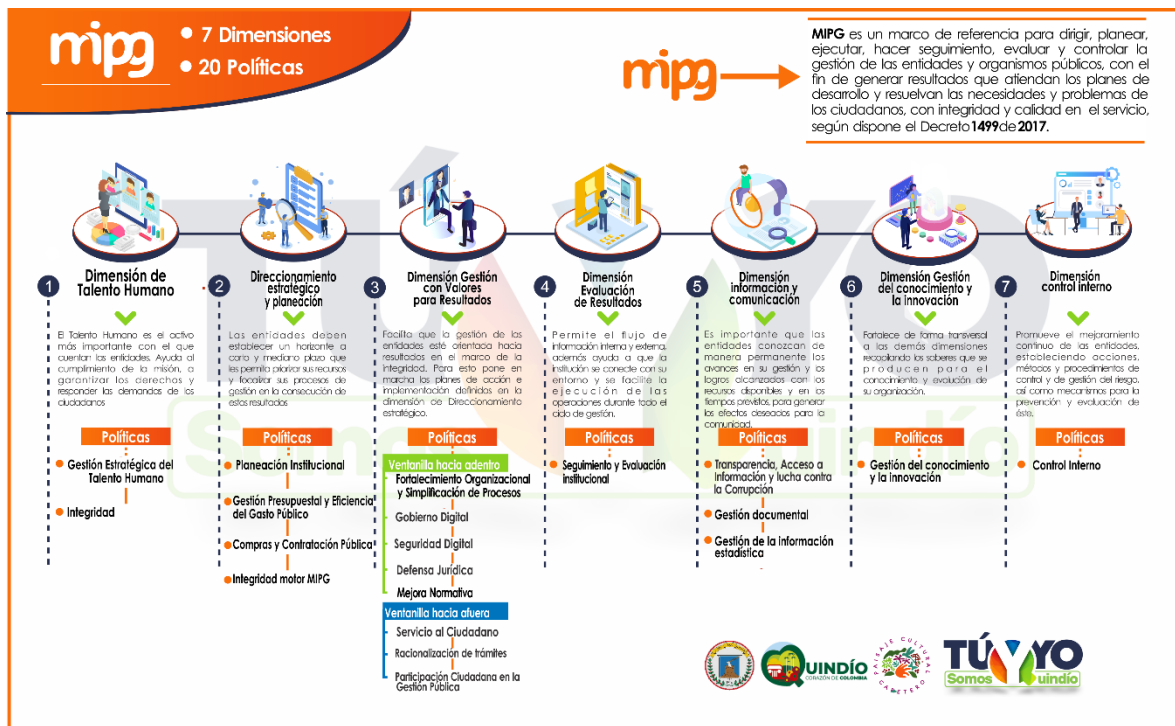 mipg
• 7 Dimensiones
• 20 Políticas
mipg
MIPG es un marco de referencia para dirigir, planear,
ejecutar, hacer seguimiento, evaluar y controlar la
gestión de las entidades y organismos públicos, con el
fin de generar resultados que atiendan los planes de
desarrollo y resuelvan las necesidades y problemas de
los ciudadanos, con integridad y calidad en el servicio,
según dispone el Decreto 1499 de 2017.
1
Dimensión de
Talento Humano
El Talento Humano es el activo
más importante con el que
cuentan las entidades. Ayuda al
cumplimiento de la misión, a
garantizar los derechos y
responder las demandas de los
ciudadanos
Políticas
Gestión Estratégica del
Talento Humano
Integridad
2
Direccionamiento
estratégico
y planeación
Las entidades deben
establecer un horizonte a
corto y mediano plazo que
les permita priorizar sus recursos
y focalizar sus procesos de
gestión en la consecución de
estos resultados
Políticas
Planeación Institucional
Gestión Presupuestal y Eficiencia
del Gasto Público
Compras y Contratación Pública
Integridad motor MIPG
3
Dimensión Gestión
con Valores
para Resultados
Facilita que la gestión de las
entidades esté orientada hacia
resultados en el marco de la
integridad. Para esto pone en
marcha los planes de acción e
implementación definidas en la
dimensión de Direccionamiento
estratégico.
Políticas
Ventanilla hacia adentro
Fortalecimiento Organizacional
y Simplificación de Procesos
Gobierno Digital
Seguridad Digital
Defensa Jurídica
Mejora Normativa
Ventanilla hacia afuera
Servicio al Ciudadano
Racionalización de trámites
Participación Ciudadana en la
Gestión Pública
4
Dimensión
Evaluación
de Resultados
Permite el flujo de
información interna y externa,
además ayuda a que la
institución se conecte con su
entorno y se facilite la
ejecución de las
operaciones durante todo el
ciclo de gestión.
Políticas
Seguimiento y Evaluación
institucional
5
Dimensión
información y
comunicación
Es importante que las
entidades conozcan de
manera permanente los
avances en su gestión y los
logros alcanzados con los
recursos disponibles y en los
tiempos previstos, para generar
los efectos deseados para la
comunidad.
Políticas
Transparencia, Acceso a
Información y lucha contra
la Corrupción
Gestión documental
Gestión de la información
estadística
6
Dimensión Gestión
del conocimiento y
la innovación
Fortalece de forma transversal
a las demás dimensiones
recopilando los saberes que se
producen para el
conocimiento y evolución de
su organización.
Políticas
Gestión del conocimiento
y la innovación
7
Dimensión
control interno
Promueve el mejoramiento
continuo de las entidades,
estableciendo acciones,
métodos y procedimientos de
control y de gestión del riesgo,
así como mecanismos para la
prevención y evaluación de
éste.
Políticas
Control Interno
TÚ Y YO
Somos Quindío
QUINDÍO
CORAZÓN DE COLOMBIA
PAISAJE CULTURAL
CAFETERO
TÚ Y YO
Somos Quindío